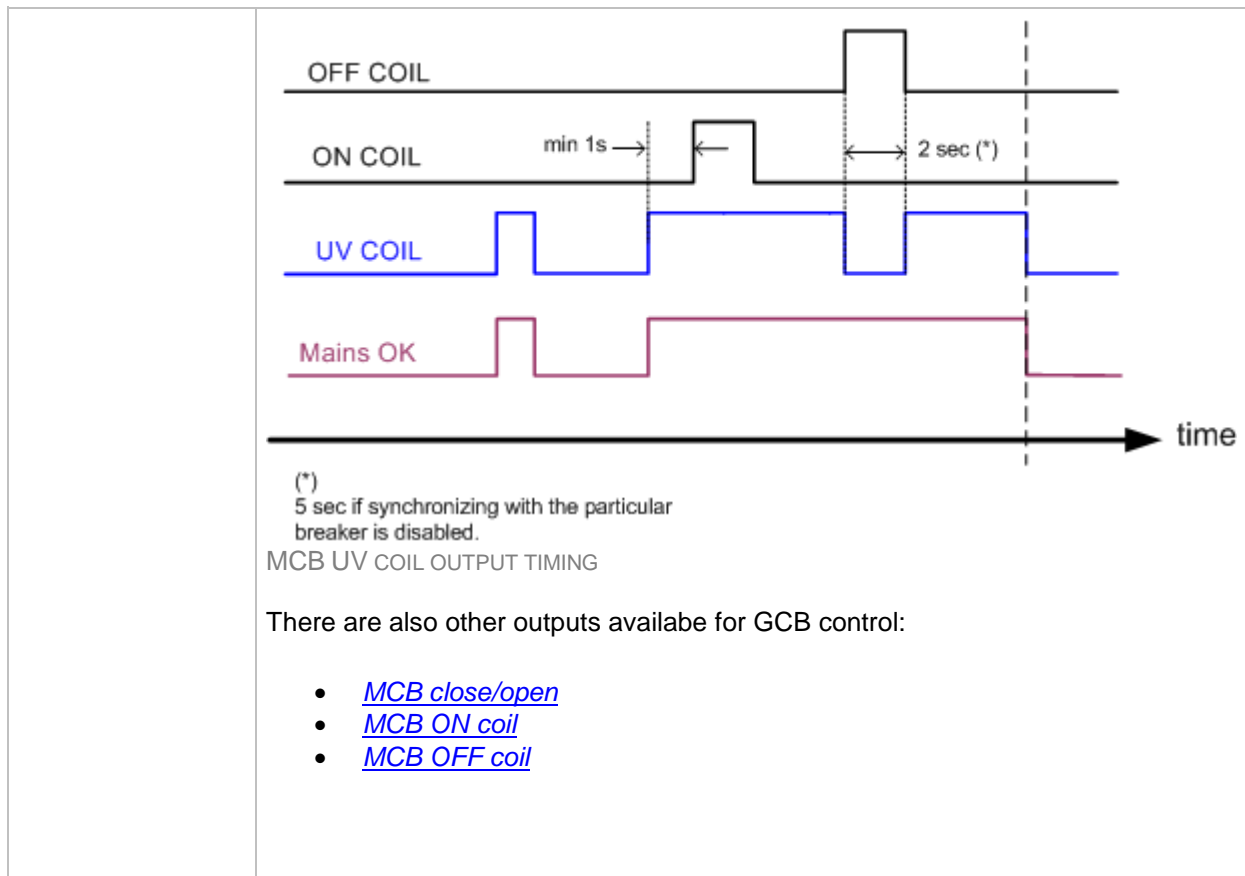 OFF COIL
ON COIL
min 1s
2 sec (*)
UV COIL
Mains OK
time
(*)
5 sec if synchronizing with the particular
breaker is disabled.
MCB UV COIL OUTPUT TIMING
There are also other outputs availabe for GCB control:
• MCB close/open
• MCB ON coil
• MCB OFF coil